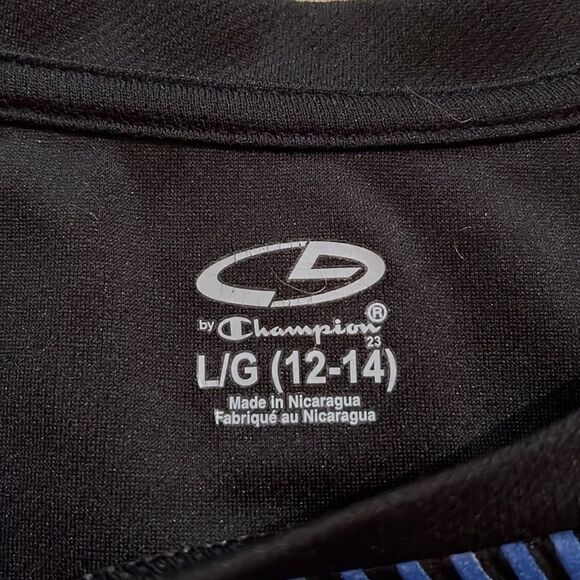 by Champion®
23
L/G (12-14)
Made in Nicaragua
Fabriqué au Nicaragua